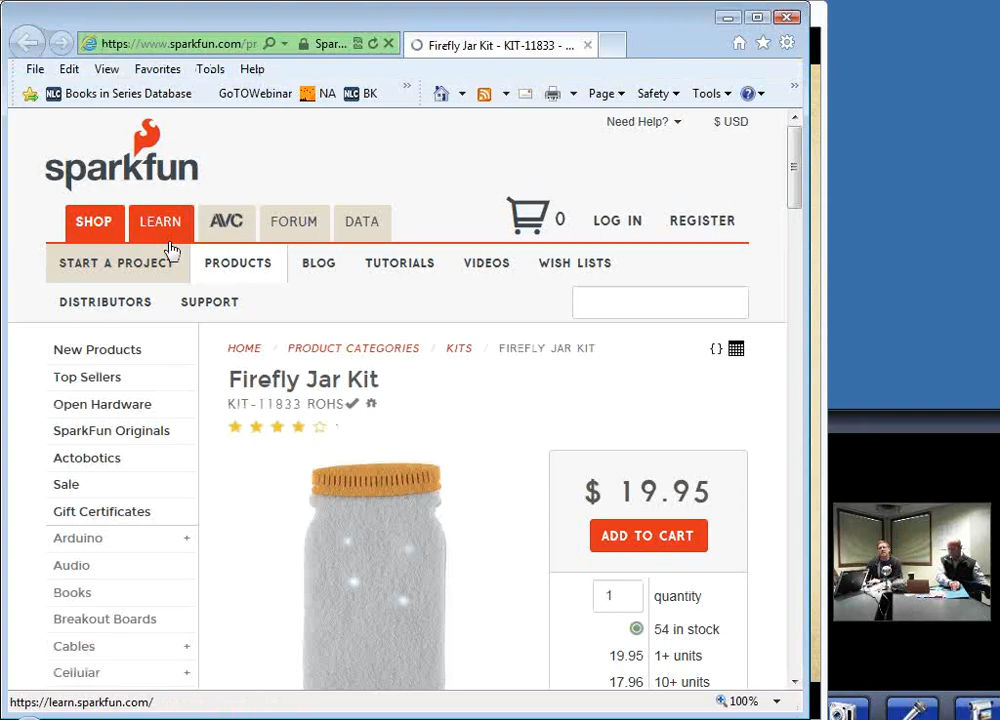 https://www.sparkfun.com/pr
Spar...
Firefly Jar Kit - KIT-11833 - ...
File Edit View Favorites Tools Help
NLC Books in Series Database GoTOWebinar NA NLC BK Page Safety Tools
Need Help? $ USD
sparkfun
SHOP LEARN AVC FORUM DATA 0 LOG IN REGISTER
START A PROJECT PRODUCTS BLOG TUTORIALS VIDEOS WISH LISTS
DISTRIBUTORS SUPPORT
New Products
Top Sellers
Open Hardware
SparkFun Originals
Actobotics
Sale
Gift Certificates
Arduino +
Audio
Books
Breakout Boards
Cables +
Cellular +
HOME / PRODUCT CATEGORIES / KITS / FIREFLY JAR KIT {}
Firefly Jar Kit
KIT-11833 ROHS✔
$ 19.95
ADD TO CART
1 quantity
54 in stock
19.95 1+ units
17.96 10+ units
https://learn.sparkfun.com/
100%